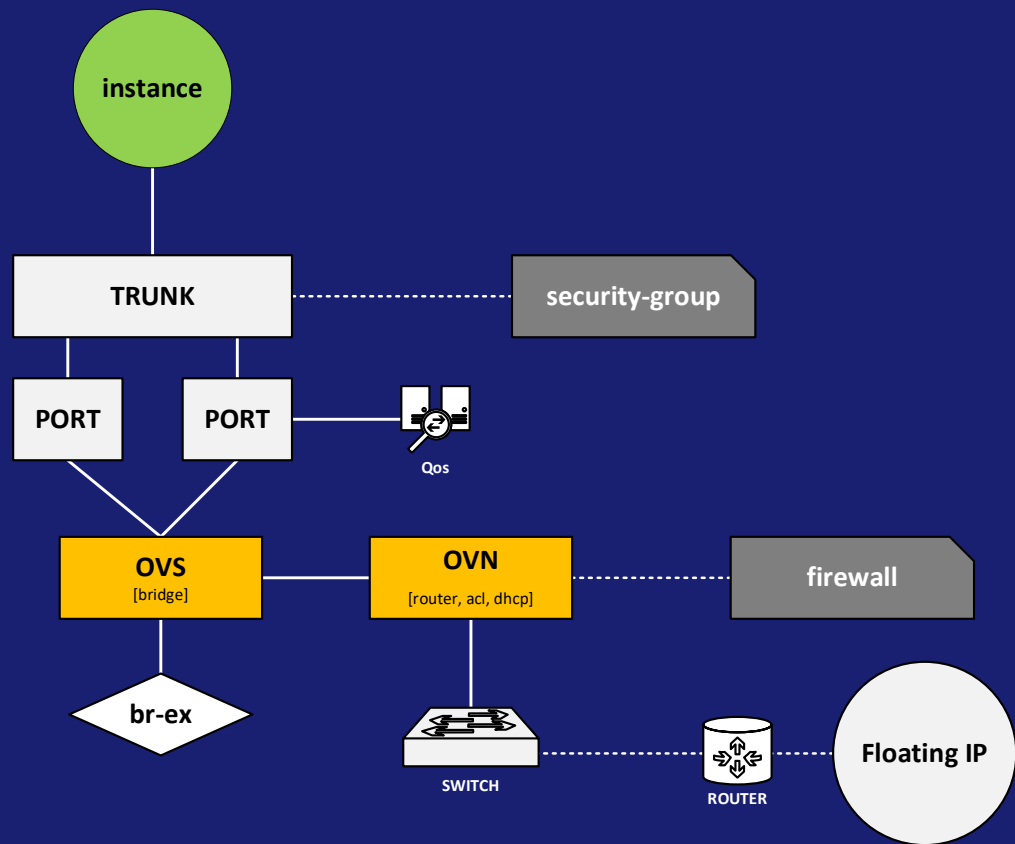 instance
TRUNK
security-group
PORT
PORT
Qos
OVS
[bridge]
OVN
[router, acl, dhcp]
firewall
br-ex
SWITCH
ROUTER
Floating IP